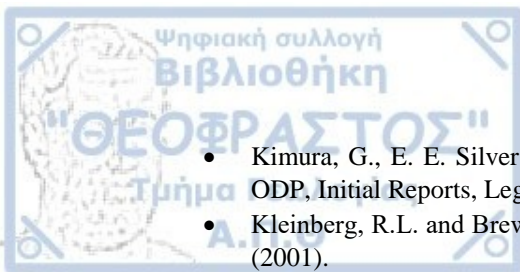 Ψηφιακή συλλογή
Βιβλιοθήκη
"ΘΕΟΦΡΑΣΤΟΣ"
• Kimura, G., E. E. Silver
ODP, Initial Reports, Leg
Τμήμα
• Kleinberg, R.L. and Brew
Α.Π.Θ
(2001).